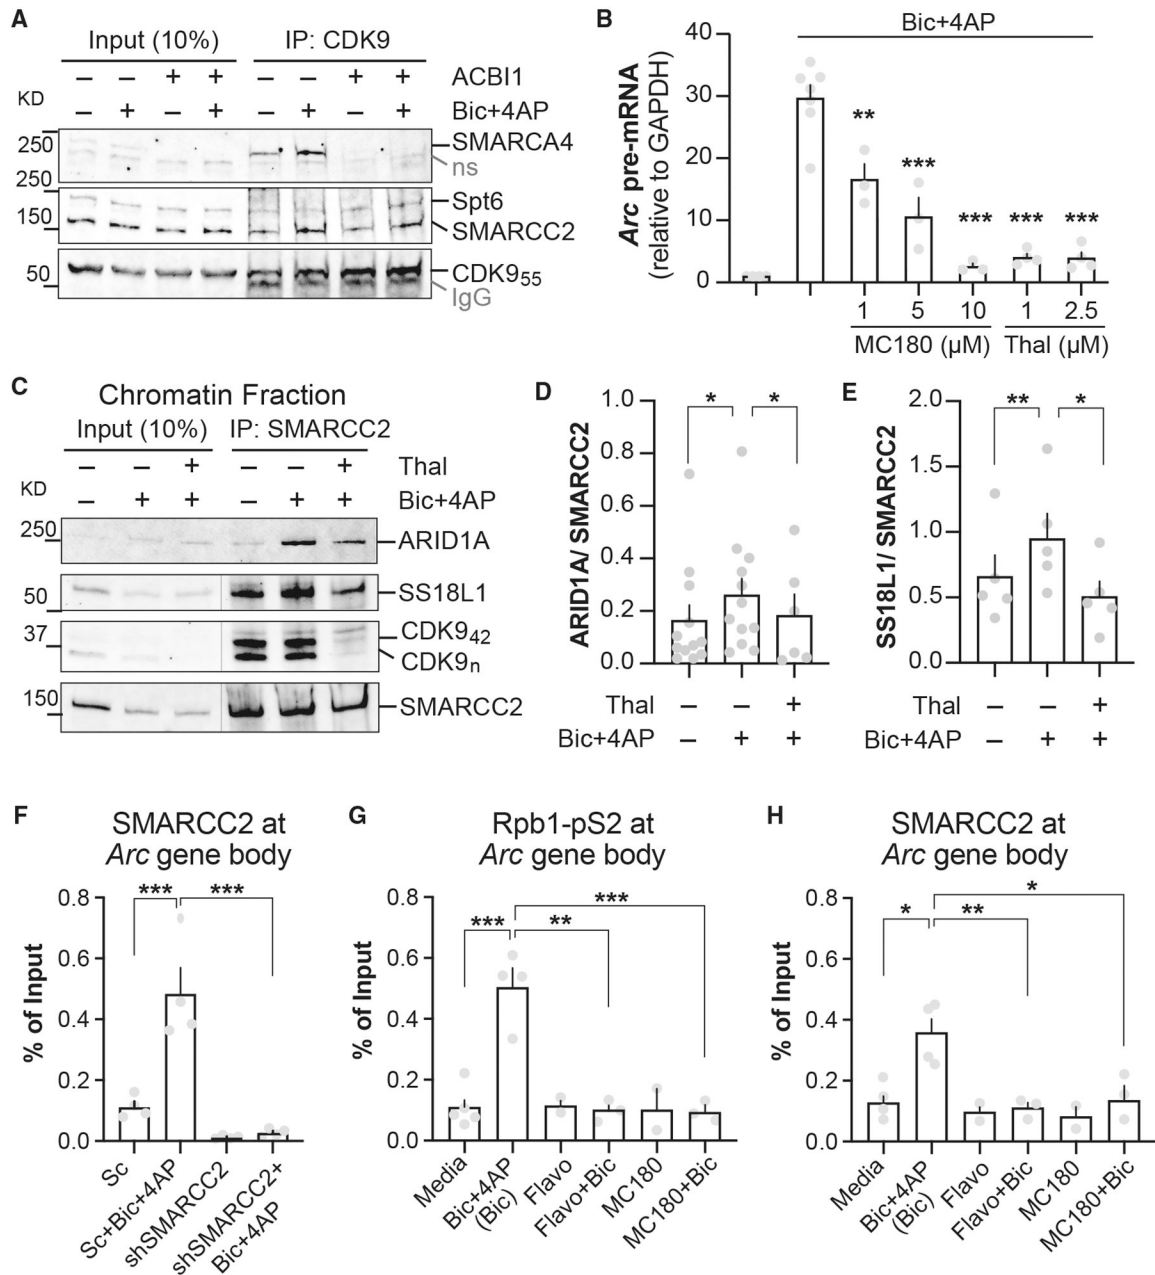 A
Input (10%) IP: CDK9
– – + + – – + + ACBI1
– + – + – + – + Bic+4AP
KD
250 SMARCA4
ns
250
Spt6
150 SMARCC2
50 CDK955
IgG
B
Bic+4AP
Arc pre-mRNA
(relative to GAPDH)
40
30
20
10
0
**
***
***
***
***
1 5 10 1 2.5
MC180 (µM) Thal (µM)
C
Chromatin Fraction
Input (10%) IP: SMARCC2
– – + – – + Thal
– + + – + + Bic+4AP
KD
250 ARID1A
50 SS18L1
37 CDK942
CDK9n
150 SMARCC2
D
ARID1A/ SMARCC2
1.0
0.8
0.6
0.4
0.2
0.0
* *
Thal – – +
Bic+4AP – + +
E
SS18L1/ SMARCC2
2.0
1.5
1.0
0.5
0.0
** *
Thal – – +
Bic+4AP – + +
F
SMARCC2 at
Arc gene body
% of Input
0.8
0.6
0.4
0.2
0.0
*** ***
Sc
Sc+Bic+4AP
shSMARCC2
shSMARCC2+
Bic+4AP
G
Rpb1-pS2 at
Arc gene body
% of Input
0.8
0.6
0.4
0.2
0.0
***
*** **
Media
Bic+4AP
(Bic)
Flavo
Flavo+Bic
MC180
MC180+Bic
H
SMARCC2 at
Arc gene body
% of Input
0.8
0.6
0.4
0.2
0.0
*
* **
Media
Bic+4AP
(Bic)
Flavo
Flavo+Bic
MC180
MC180+Bic